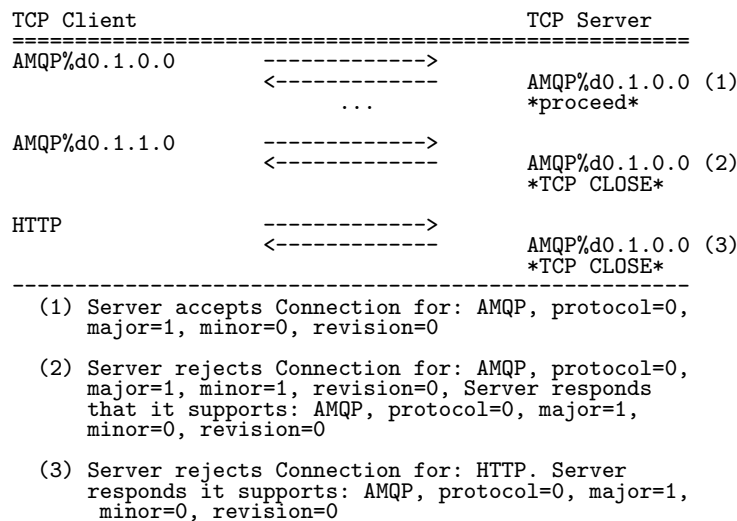 TCP Client                                 TCP Server
======================================================
AMQP%d0.1.0.0       ------------->
                    <-------------       AMQP%d0.1.0.0 (1)
                          ...            *proceed*
AMQP%d0.1.1.0       ------------->
                    <-------------       AMQP%d0.1.0.0 (2)
                                         *TCP CLOSE*
HTTP                ------------->
                    <-------------       AMQP%d0.1.0.0 (3)
                                         *TCP CLOSE*
------------------------------------------------------
  (1) Server accepts Connection for: AMQP, protocol=0,
      major=1, minor=0, revision=0
  (2) Server rejects Connection for: AMQP, protocol=0,
      major=1, minor=1, revision=0, Server responds
      that it supports: AMQP, protocol=0, major=1,
      minor=0, revision=0
  (3) Server rejects Connection for: HTTP. Server
      responds it supports: AMQP, protocol=0, major=1,
       minor=0, revision=0